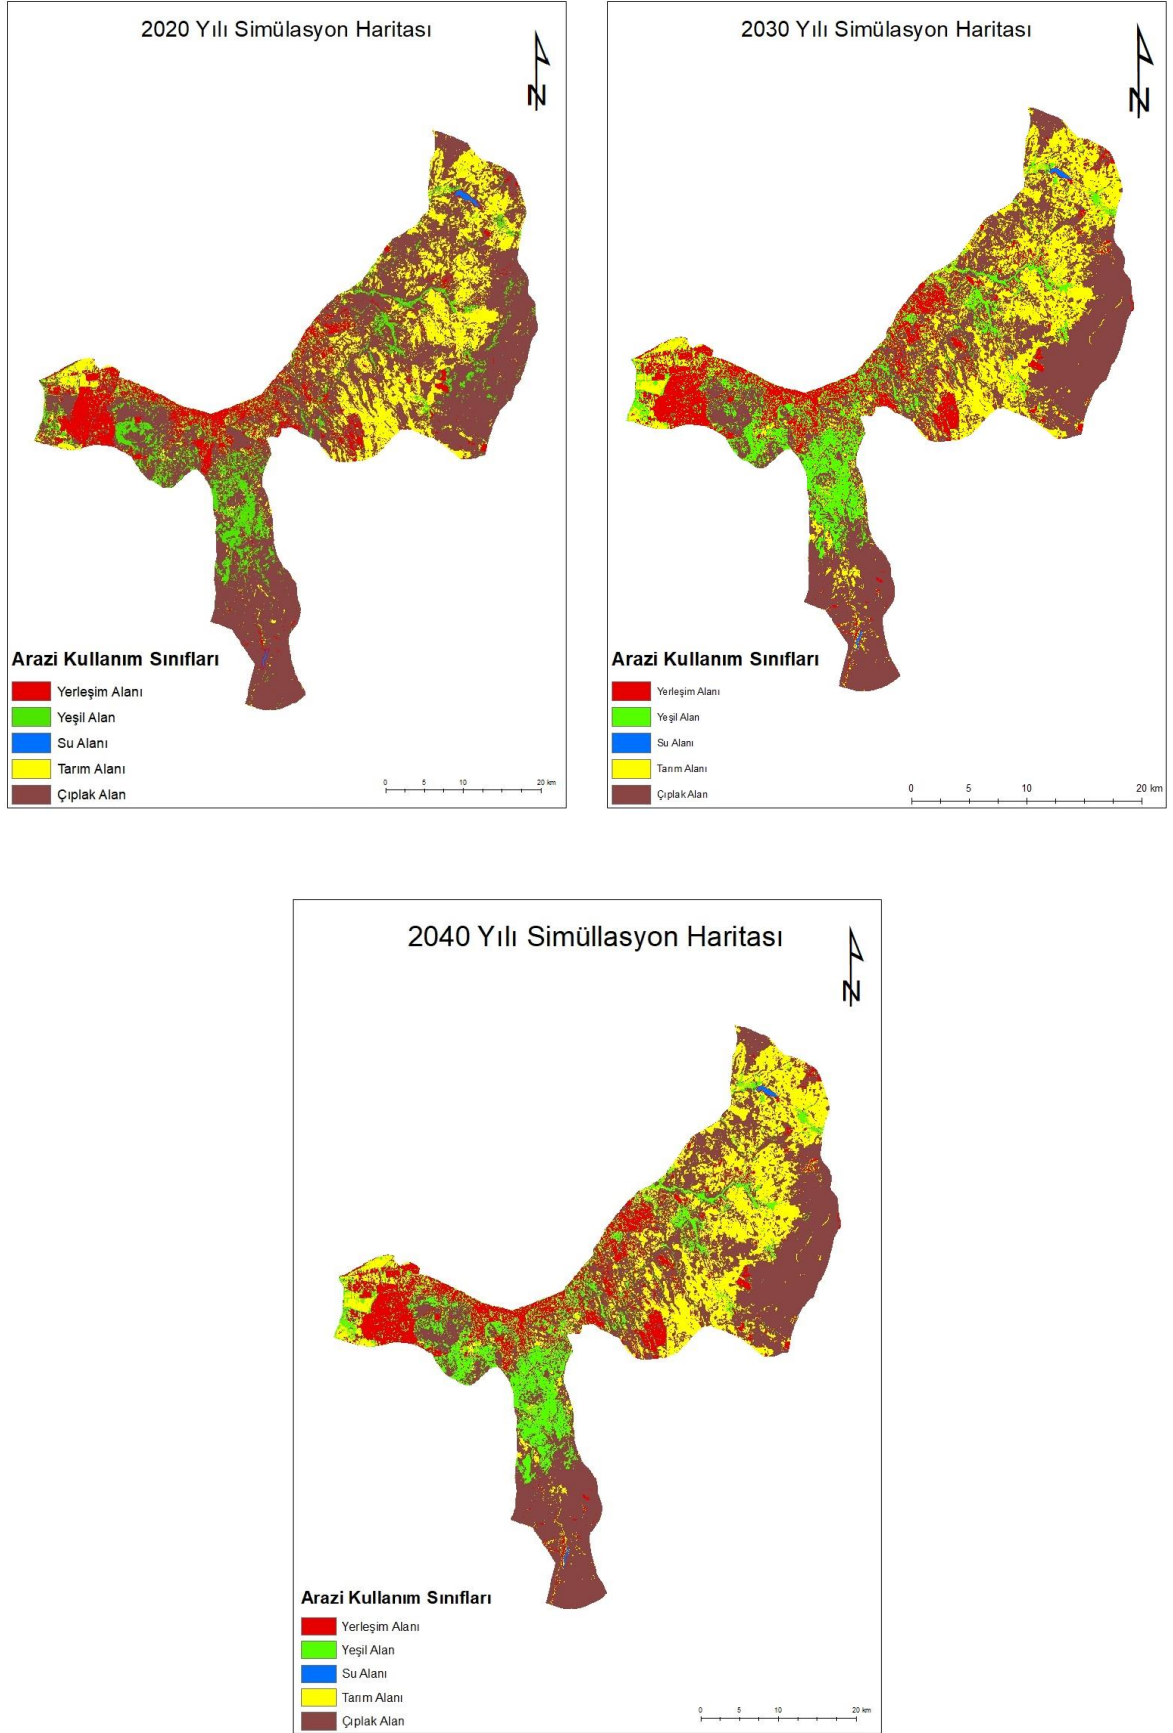 2020 Yılı Simülasyon Haritası
N
Arazi Kullanım Sınıfları
Yerleşim Alanı
Yeşil Alan
Su Alanı
Tarım Alanı
Çıplak Alan
0 5 10 20 km
2030 Yılı Simülasyon Haritası
N
Arazi Kullanım Sınıfları
Yerleşim Alanı
Yeşil Alan
Su Alanı
Tarım Alanı
Çıplak Alan
0 5 10 20 km
2040 Yılı Simüllasyon Haritası
N
Arazi Kullanım Sınıfları
Yerleşim Alanı
Yeşil Alan
Su Alanı
Tarım Alanı
Çıplak Alan
0 5 10 20 km